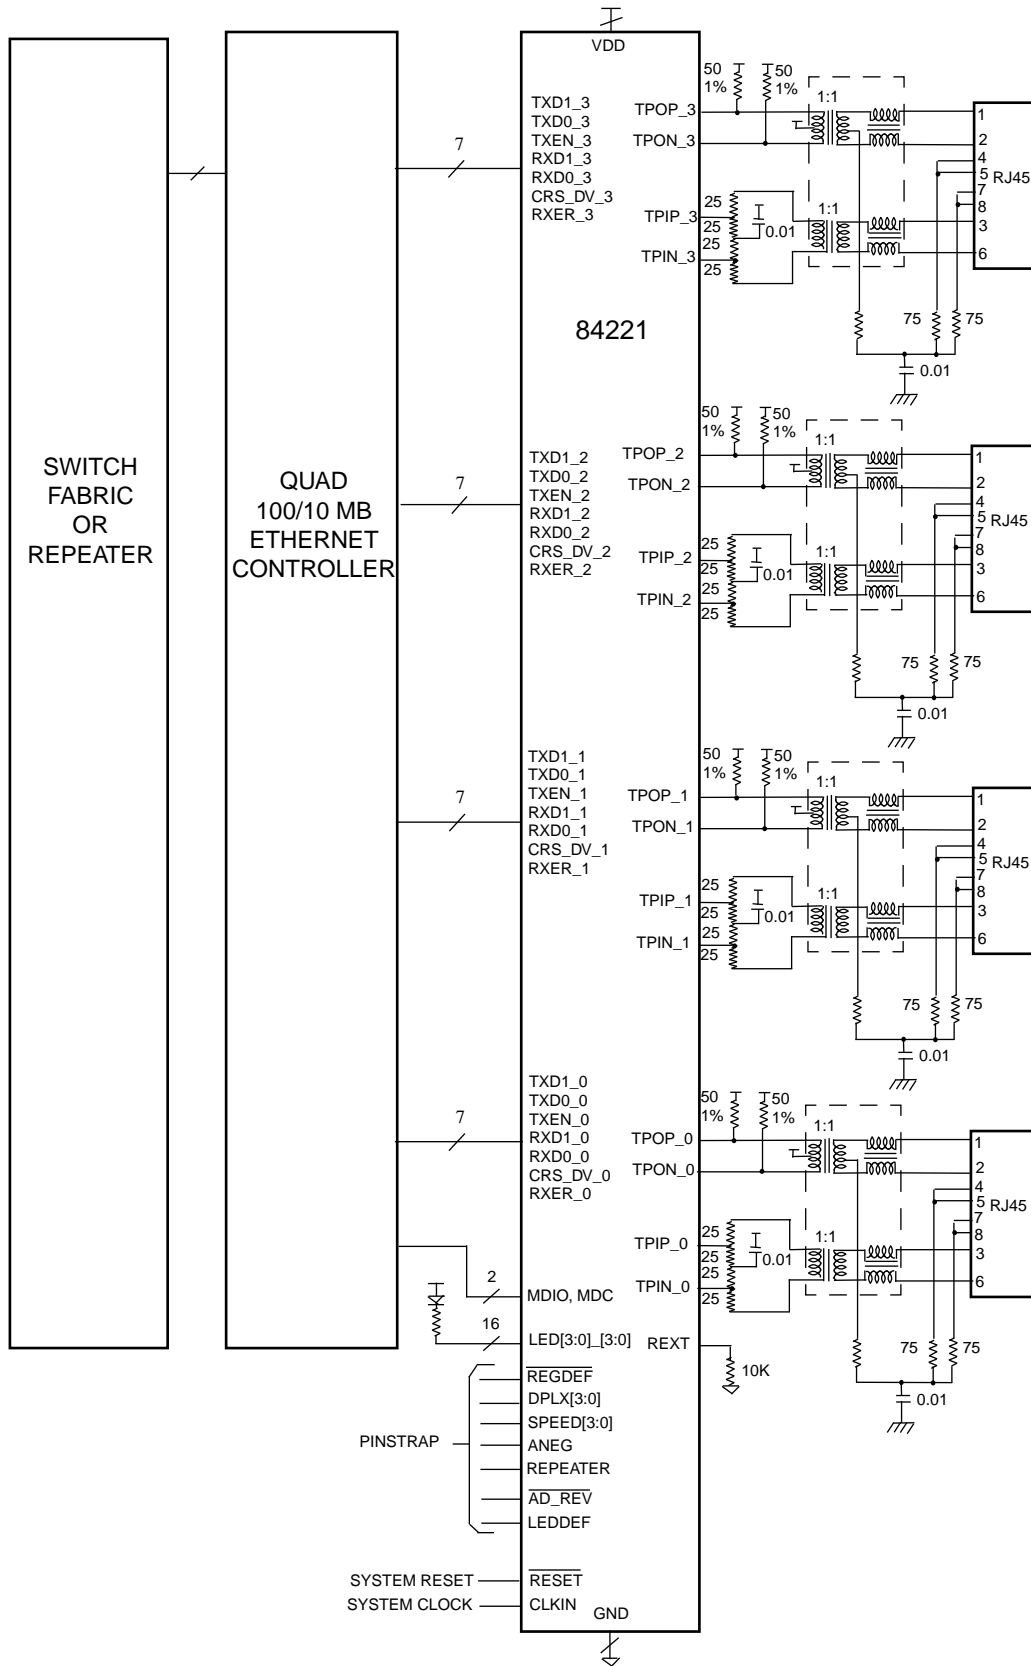 SWITCH
FABRIC
OR
REPEATER
QUAD
100/10 MB
ETHERNET
CONTROLLER
VDD
84221
7
TXD1_3
TXD0_3
TXEN_3
RXD1_3
RXD0_3
CRS_DV_3
RXER_3
TPOP_3
TPON_3
TPIP_3
TPIN_3
50
1%
50
1%
1:1
25
25
25
25
0.01
1:1
1
2
4
5
7
8
3
6
RJ45
75
75
0.01
7
TXD1_2
TXD0_2
TXEN_2
RXD1_2
RXD0_2
CRS_DV_2
RXER_2
TPOP_2
TPON_2
TPIP_2
TPIN_2
50
1%
50
1%
1:1
25
25
25
25
0.01
1:1
1
2
4
5
7
8
3
6
RJ45
75
75
0.01
7
TXD1_1
TXD0_1
TXEN_1
RXD1_1
RXD0_1
CRS_DV_1
RXER_1
TPOP_1
TPON_1
TPIP_1
TPIN_1
50
1%
50
1%
1:1
25
25
25
25
0.01
1:1
1
2
4
5
7
8
3
6
RJ45
75
75
0.01
7
TXD1_0
TXD0_0
TXEN_0
RXD1_0
RXD0_0
CRS_DV_0
RXER_0
TPOP_0
TPON_0
TPIP_0
TPIN_0
50
1%
50
1%
1:1
25
25
25
25
0.01
1:1
1
2
4
5
7
8
3
6
RJ45
75
75
0.01
2
MDIO, MDC
16
LED[3:0]_[3:0]
REXT
10K
PINSTRAP
REGDEF
DPLX[3:0]
SPEED[3:0]
ANEG
REPEATER
AD_REV
LEDDEF
SYSTEM RESET
RESET
SYSTEM CLOCK
CLKIN
GND